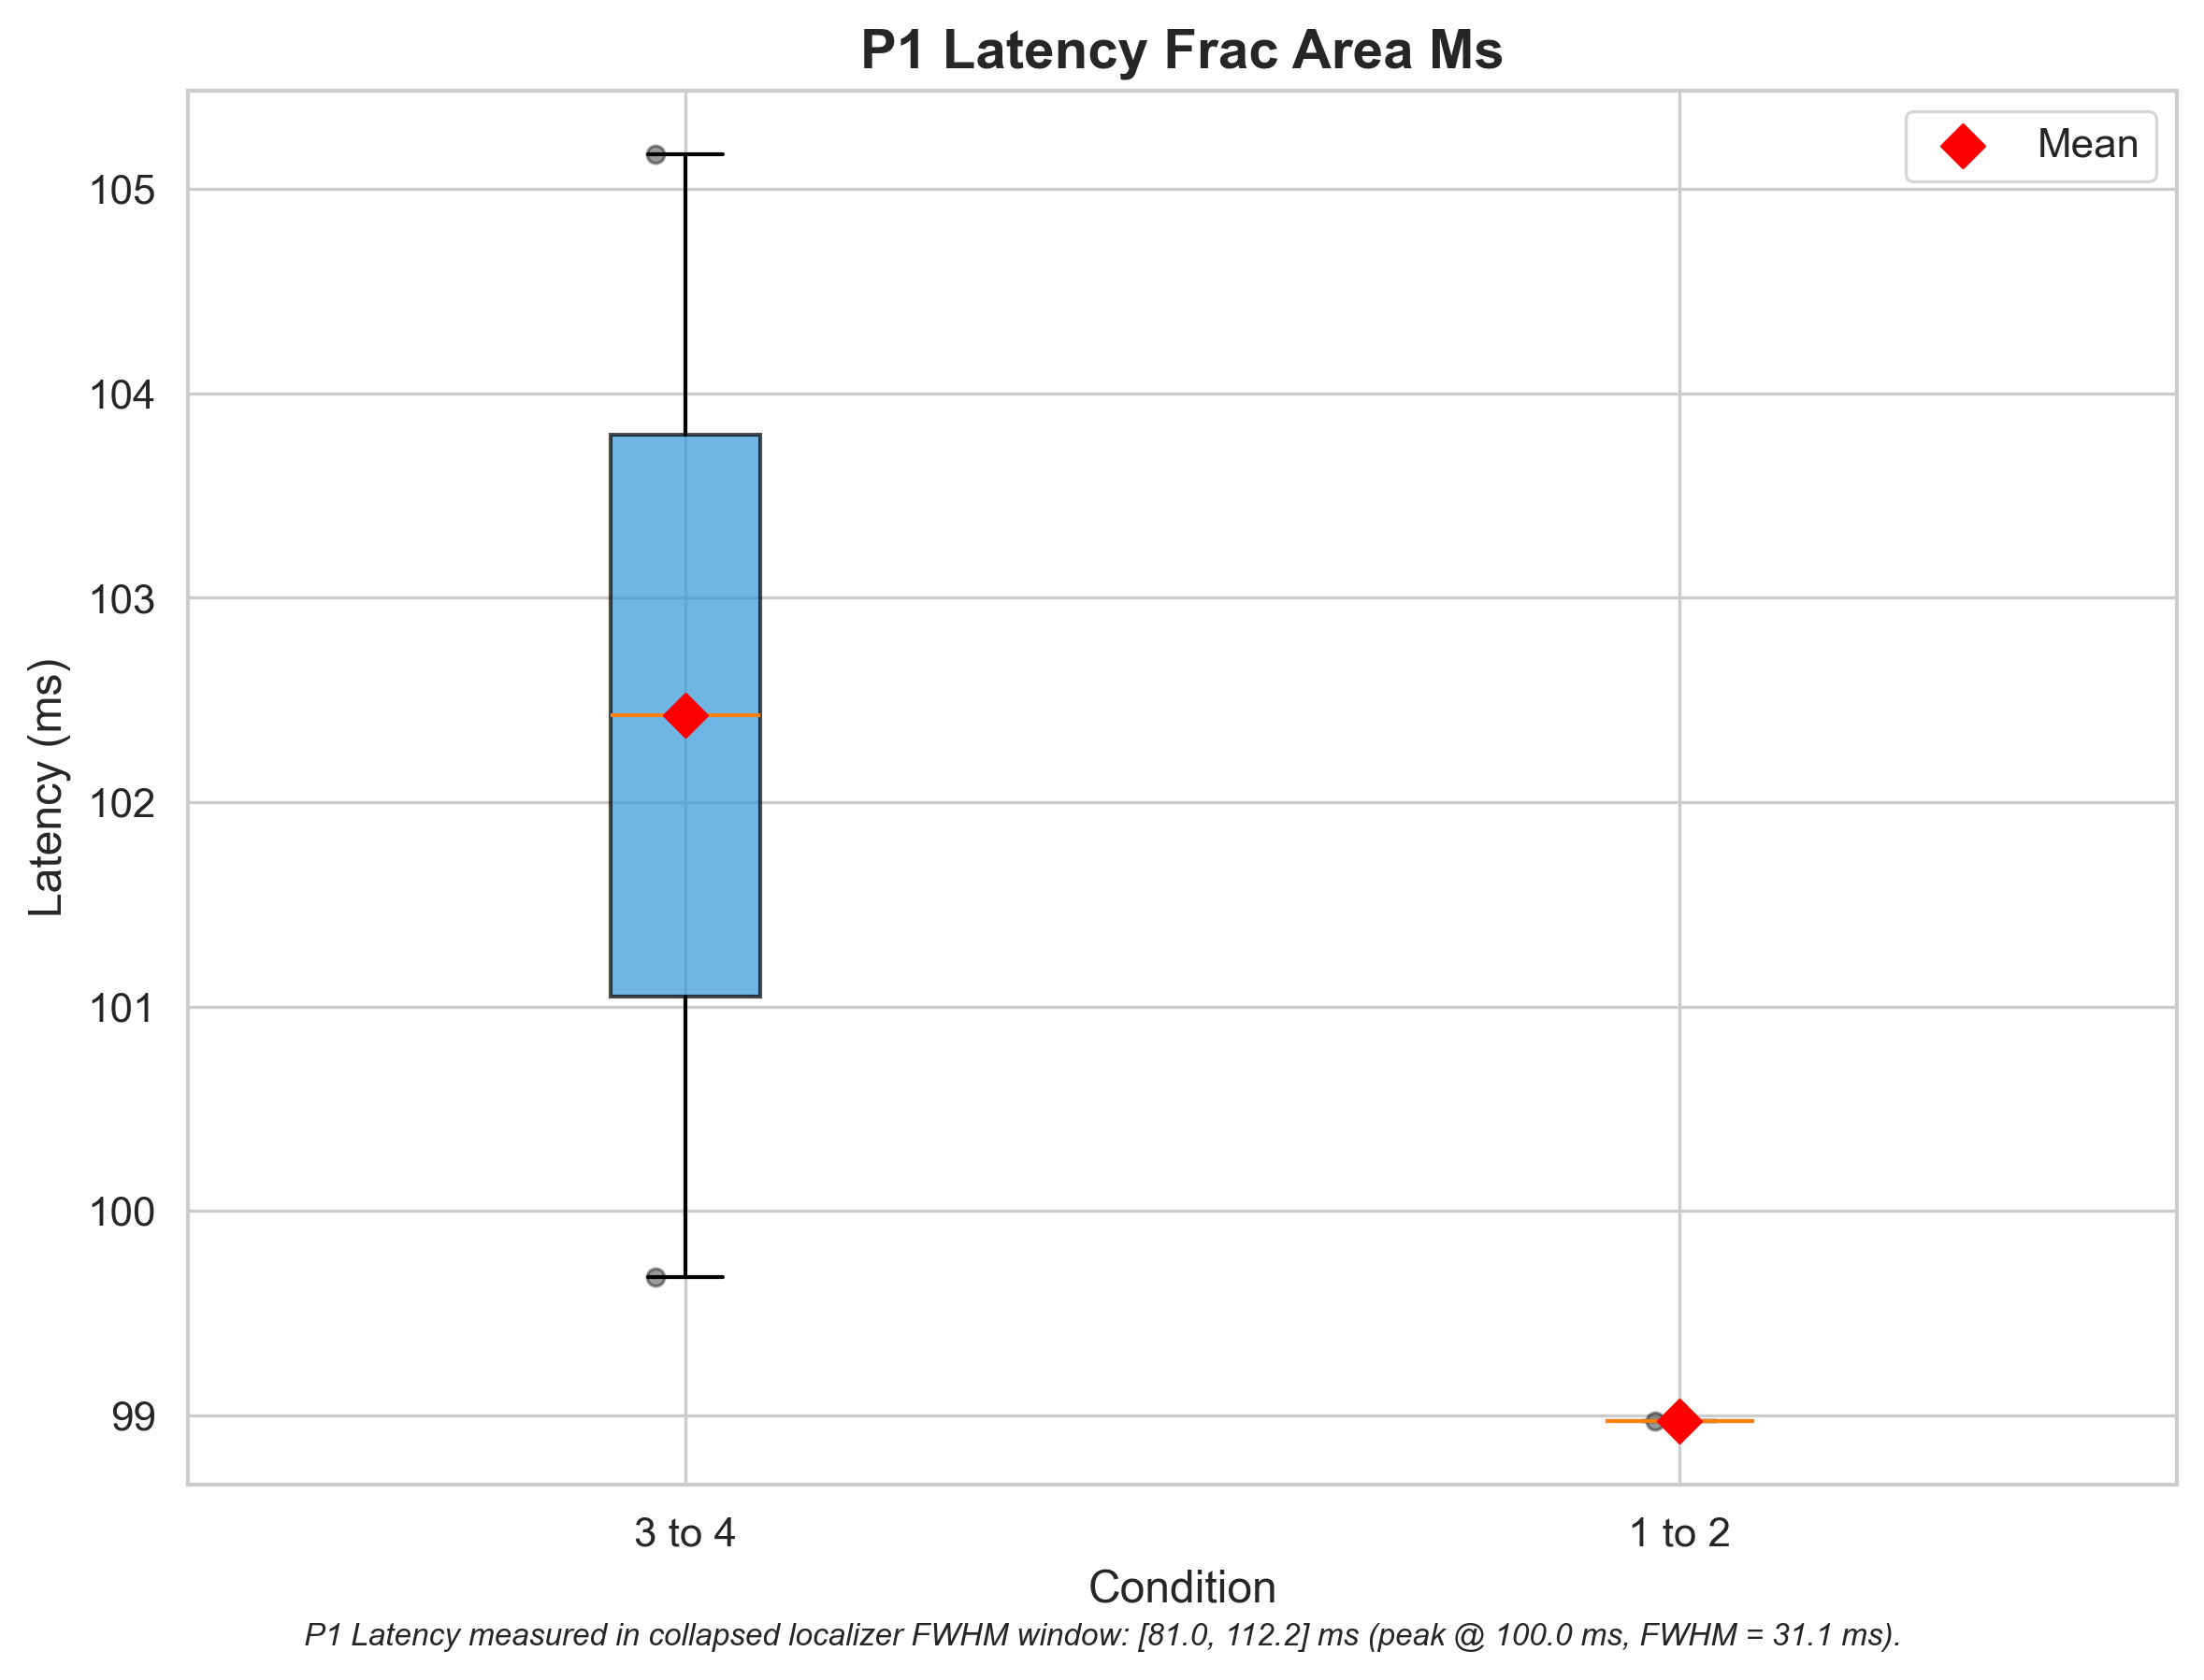 P1 Latency Frac Area Ms
Mean
105
104
103
102
101
100
99
Latency (ms)
3 to 4
1 to 2
Condition
P1 Latency measured in collapsed localizer FWHM window: [81.0, 112.2] ms (peak @ 100.0 ms, FWHM = 31.1 ms).